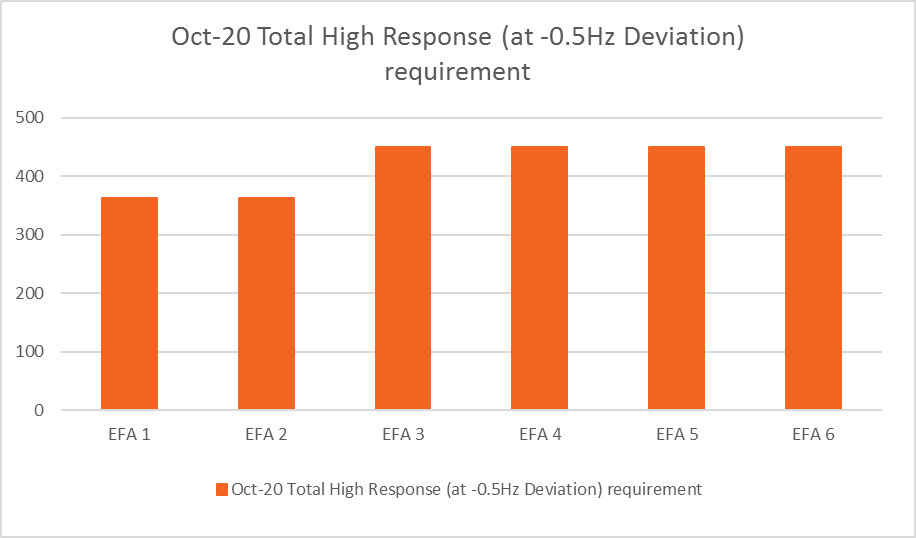 Oct-20 Total High Response (at -0.5Hz Deviation)
requirement
500
400
300
200
100
0
EFA 1 EFA 2 EFA 3 EFA 4 EFA 5 EFA 6
Oct-20 Total High Response (at -0.5Hz Deviation) requirement